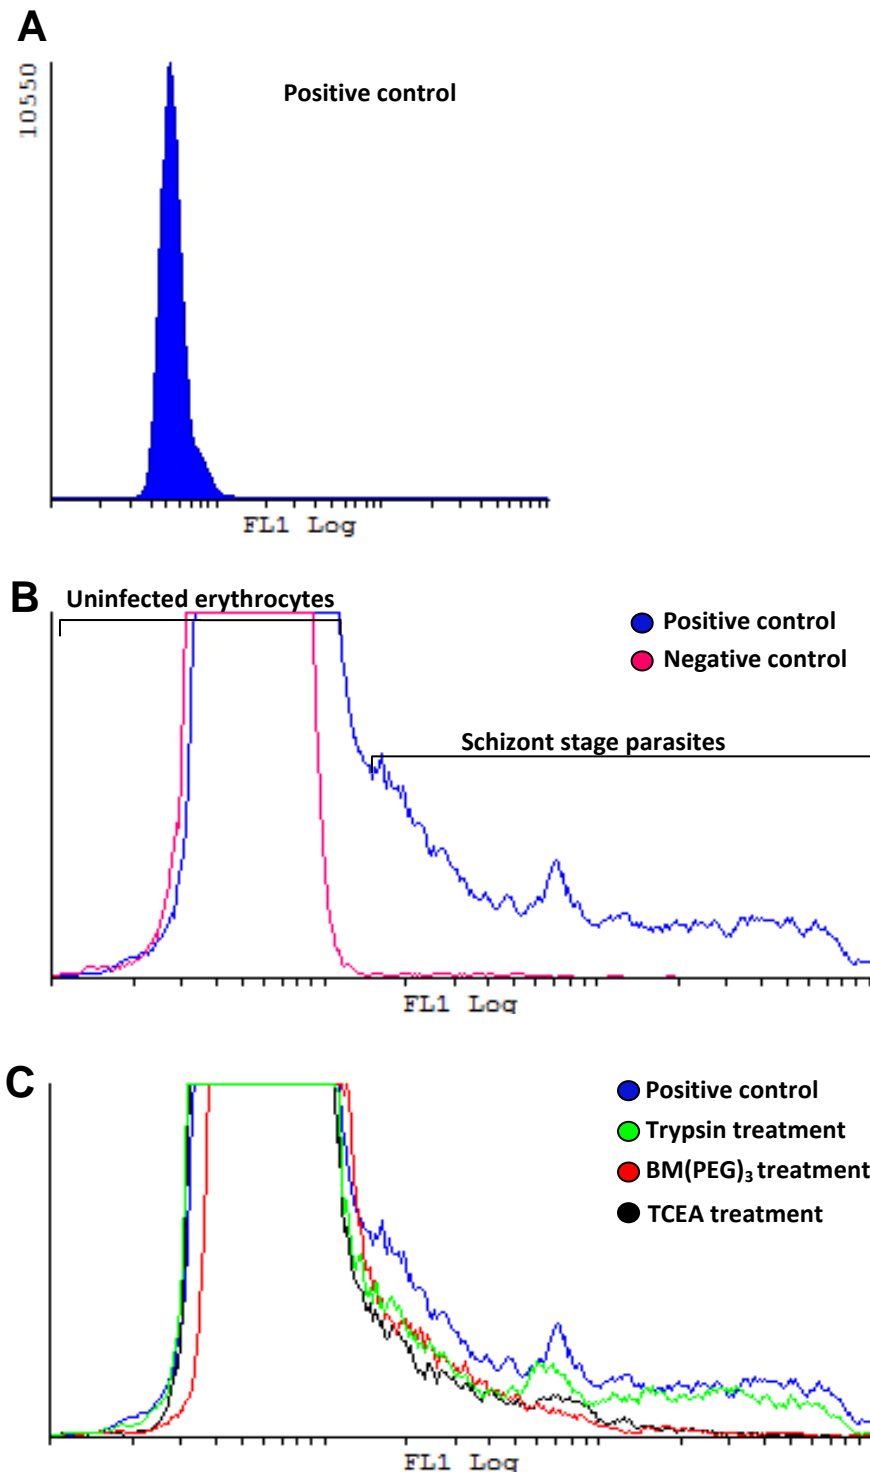 A
10550
Positive control
FL1 Log
B
Uninfected erythrocytes
Positive control
Negative control
Schizont stage parasites
FL1 Log
C
Positive control
Trypsin treatment
BM(PEG)₃ treatment
TCEA treatment
FL1 Log